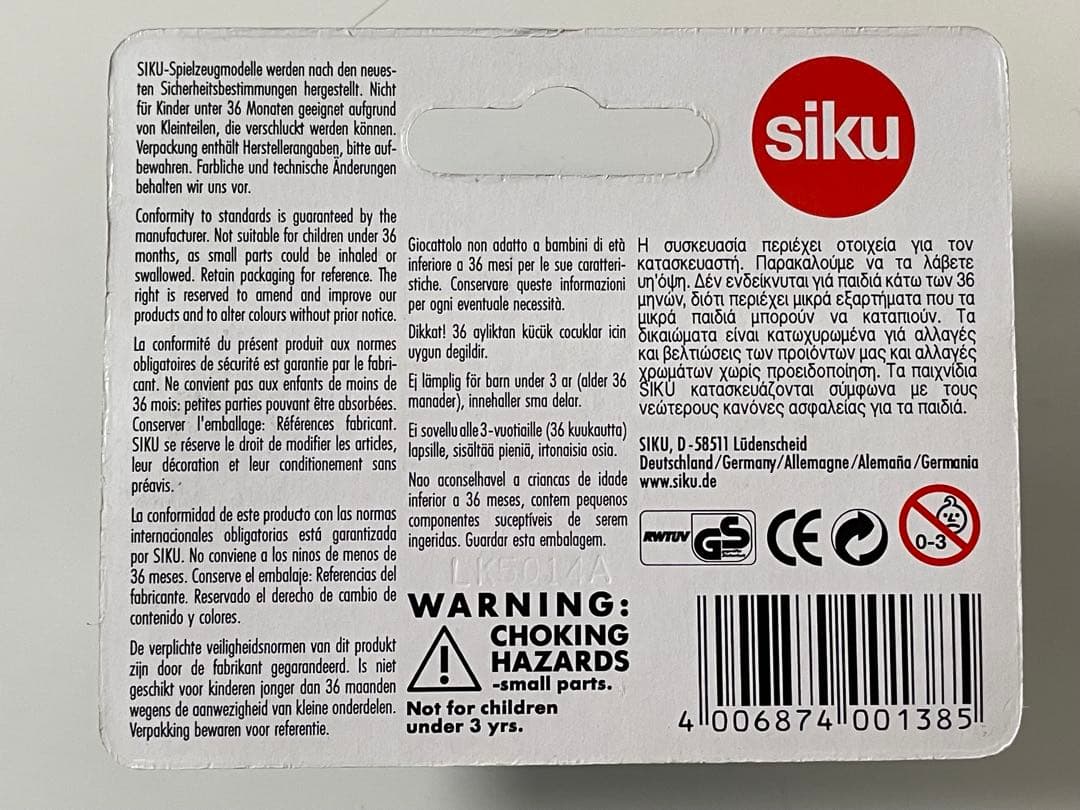 SIKU-Spielzeugmodelle werden nach den neues-
ten Sicherheitsbestimmungen hergestellt. Nicht
für Kinder unter 36 Monaten geeignet aufgrund
von Kleinteilen, die verschluckt werden können.
Verpackung enthält Herstellerangaben, bitte auf-
bewahren. Farbliche und technische Änderungen
behalten wir uns vor.
Conformity to standards is guaranteed by the
manufacturer. Not suitable for children under 36
months, as small parts could be inhaled or
swallowed. Retain packaging for reference. The
right is reserved to amend and improve our
products and to alter colours without prior notice.
La conformité du présent produit aux normes
obligatoires de sécurité est garantie par le fabri-
cant. Ne convient pas aux enfants de moins de
36 mois: petites parties pouvant être absorbées.
Conserver l'emballage: Références fabricant.
SIKU se réserve le droit de modifier les articles,
leur décoration et leur conditionement sans
préavis.
La conformidad de este producto con las normas
internacionales obligatorias está garantizada
por SIKU. No conviene a los ninos de menos de
36 meses. Conserve el embalaje: Referencias del
fabricante. Reservado el derecho de cambio de
contenido y colores.
De verplichte veiligheidsnormen van dit produkt
zijn door de fabrikant gegarandeerd. Is niet
geschikt voor kinderen jonger dan 36 maanden
wegens de aanwezigheid van kleine onderdelen.
Verpakking bewaren voor referentie.
Giocattolo non adatto a bambini di età
inferiore a 36 mesi per le sue caratteri-
stiche. Conservare queste informazioni
per ogni eventuale necessità.
Dikkat! 36 ayliktan kücük cocuklar icin
uygun degildir.
Ej lämplig för barn under 3 ar (alder 36
manader), innehaller sma delar.
Ei sovellu alle 3-vuotiaille (36 kuukautta)
lapsille, sisältää pieniä, irtonaisia osia.
Nao aconselhavel a criancas de idade
inferior a 36 meses, contem pequenos
componentes suceptíveis de serem
ingeridas. Guardar esta embalagem.
LK5014A
WARNING:
CHOKING
HAZARDS
-small parts.
Not for children
under 3 yrs.
siku
Η συσκευασία περιέχει οτοιχεία για τον
κατασκευαστή. Παρακαλούμε να τα λάβετε
υη'όψη. Δέν ενδείκνυται γιά παιδιά κάτω των 36
μηνών, διότι περιέχει μικρά εξαρτήματα που τα
μικρά παιδιά μπορούν να καταπιούν. Τα
δικαιώματα είναι κατωχυρωμένα γιά αλλαγές
και βελτιώσεις των προϊόντων μας και αλλαγές
χρωμάτων χωρίς προειδοποίηση. Τα παιχνίδια
SIKU κατασκευάζονται σύμφωνα με τους
νεώτερους κανόνες ασφαλείας για τα παιδιά.
SIKU, D-58511 Lüdenscheid
Deutschland/Germany/Allemagne/Alemaña/Germania
www.siku.de
RWTUV GS CE
0-3
4 006874 001385